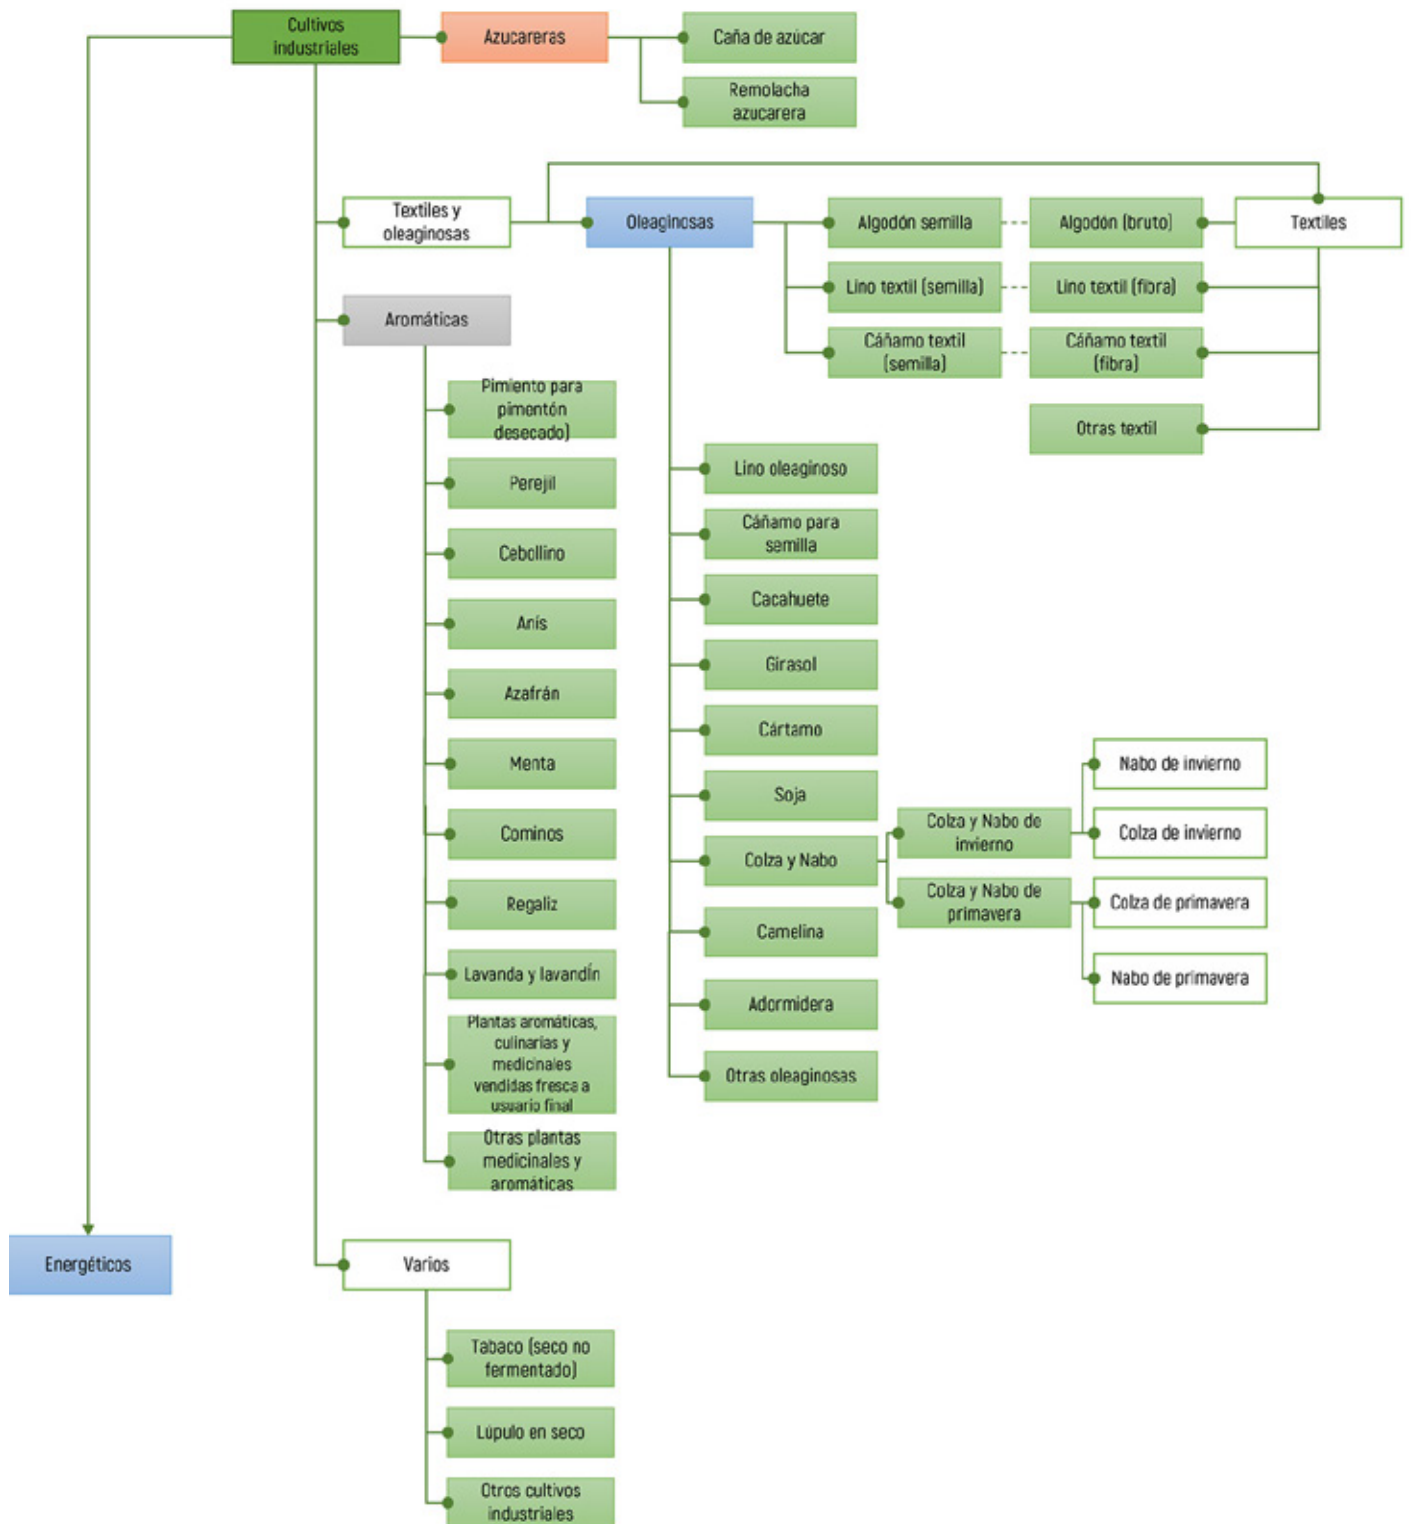 Cultivos
industriales
Azucareras
Caña de azúcar
Remolacha
azucarera
Textiles y
oleaginosas
Oleaginosas
Algodón semilla
Algodón (bruto)
Textiles
Lino textil (semilla)
Lino textil (fibra)
Cáñamo textil
(semilla)
Cáñamo textil
(fibra)
Otras textil
Aromáticas
Pimiento para
pimentón
desecado)
Perejil
Cebollino
Anís
Azafrán
Menta
Cominos
Regaliz
Lavanda y lavandín
Plantas aromáticas,
culinarias y
medicinales
vendidas fresca a
usuario final
Otras plantas
medicinales y
aromáticas
Lino oleaginoso
Cáñamo para
semilla
Cacahuete
Girasol
Cártamo
Soja
Colza y Nabo
Camelina
Adormidera
Otras oleaginosas
Colza y Nabo de
invierno
Colza y Nabo de
primavera
Nabo de invierno
Colza de invierno
Colza de primavera
Nabo de primavera
Energéticos
Varios
Tabaco (seco no
fermentado)
Lúpulo en seco
Otros cultivos
industriales